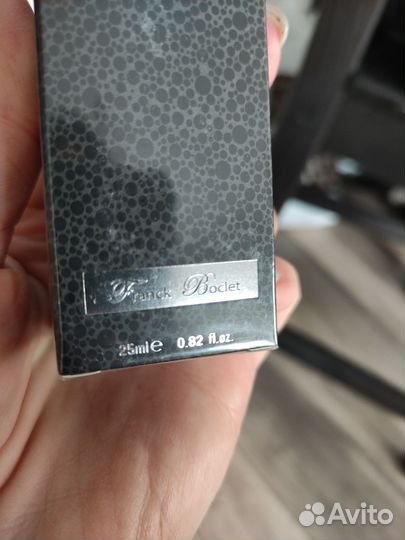 Franck Boclet
25ml℮ 0.82 fl.oz.
Avito